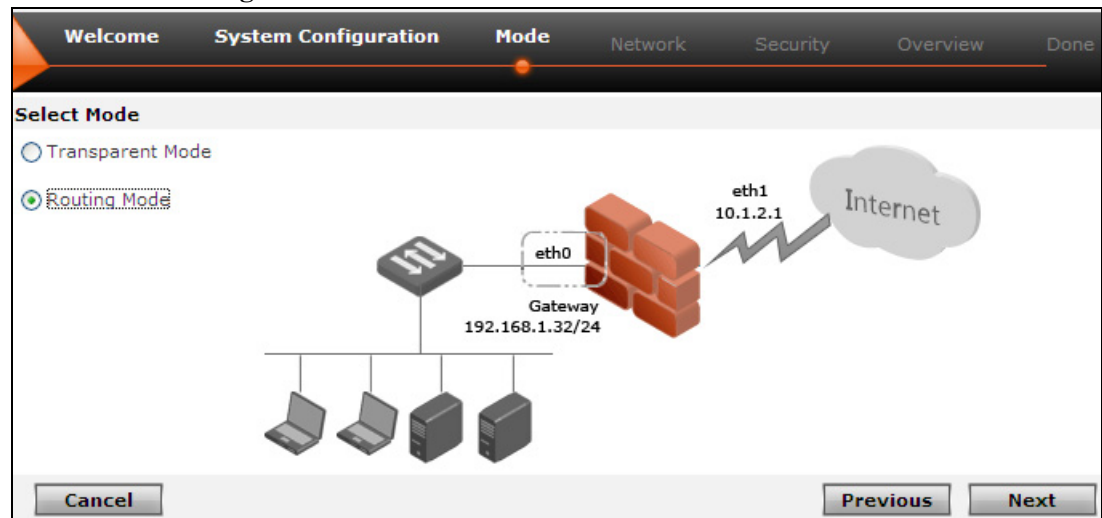 Welcome System Configuration Mode Network Security Overview Done
Select Mode
Transparent Mode
Routing Mode
eth1
10.1.2.1
Internet
eth0
Gateway
192.168.1.32/24
Cancel Previous Next